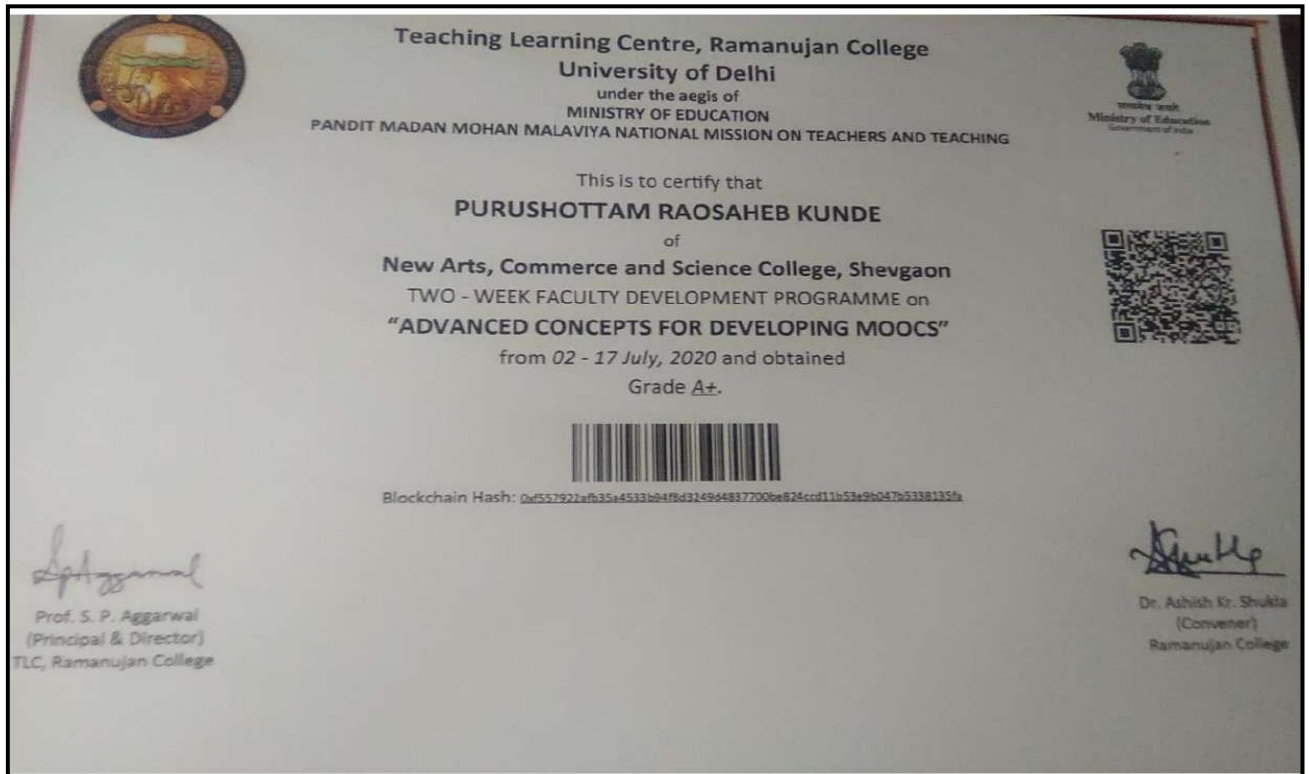 Teaching Learning Centre, Ramanujan College
University of Delhi
under the aegis of
MINISTRY OF EDUCATION
PANDIT MADAN MOHAN MALAVIYA NATIONAL MISSION ON TEACHERS AND TEACHING
Ministry of Education
Government of India
This is to certify that
PURUSHOTTAM RAOSAHEB KUNDE
of
New Arts, Commerce and Science College, Shevgaon
TWO - WEEK FACULTY DEVELOPMENT PROGRAMME on
"ADVANCED CONCEPTS FOR DEVELOPING MOOCS"
from 02 - 17 July, 2020 and obtained
Grade A+.
Blockchain Hash:
Prof. S. P. Aggarwal
(Principal & Director)
TLC, Ramanujan College
Dr. Ashish Kr. Shukla
(Convener)
Ramanujan College